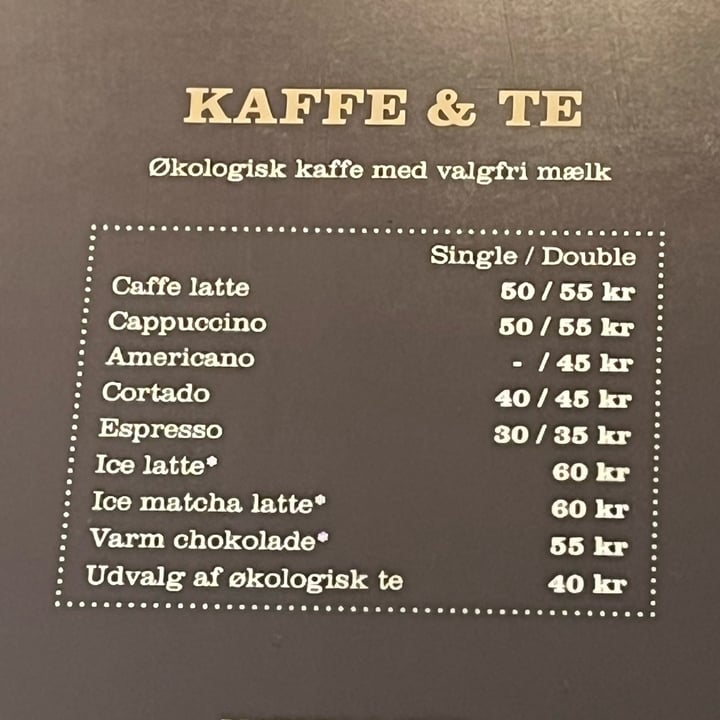 KAFFE & TE
Økologisk kaffe med valgfri mælk
Single / Double
Caffe latte 50 / 55 kr
Cappuccino 50 / 55 kr
Americano - / 45 kr
Cortado 40 / 45 kr
Espresso 30 / 35 kr
Ice latte* 60 kr
Ice matcha latte* 60 kr
Varm chokolade* 55 kr
Udvalg af økologisk te 40 kr